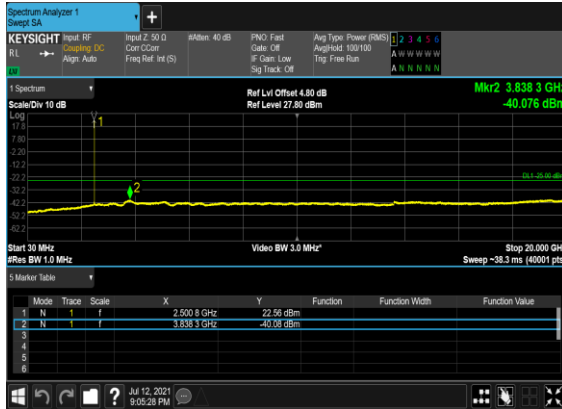 Spectrum Analyzer 1
Swept SA
+
KEYSIGHT Input: RF Input Z: 50 Ω #Atten: 40 dB PNO: Fast Avg Type: Power (RMS) 1 2 3 4 5 6
RL Coupling: DC Corr CCorr Gate: Off Avg|Hold: 100/100 A W W W W W
Align: Auto Freq Ref: Int (S) IF Gain: Low Trig: Free Run
LU Sig Track: Off A N N N N N
1 Spectrum Ref Lvl Offset 4.80 dB Mkr2 3.838 3 GHz
Scale/Div 10 dB Ref Level 27.80 dBm -40.076 dBm
Log
17.8
7.80
-2.20
-12.2
-22.2
-32.2
-42.2
-52.2
-62.2
1
2
DL1 -25.00 dBm
Start 30 MHz Video BW 3.0 MHz* Stop 20.000 GHz
#Res BW 1.0 MHz Sweep ~38.3 ms (40001 pts)
5 Marker Table
Mode Trace Scale X Y Function Function Width Function Value
1 N 1 f 2.500 8 GHz 22.56 dBm
2 N 1 f 3.838 3 GHz -40.08 dBm
3
4
5
6
? Jul 12, 2021
9:05:28 PM